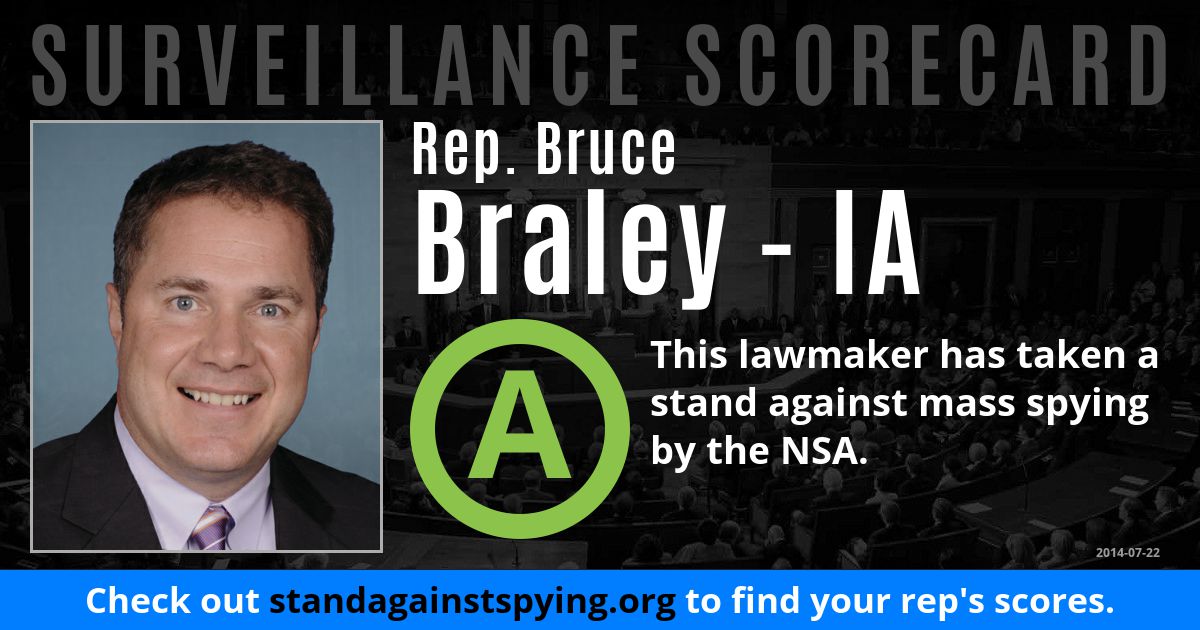 SURVEILLANCE SCORECARD
Rep. Bruce
Braley - IA
A
This lawmaker has taken a
stand against mass spying
by the NSA.
2014-07-22
Check out standagainstspying.org to find your rep's scores.